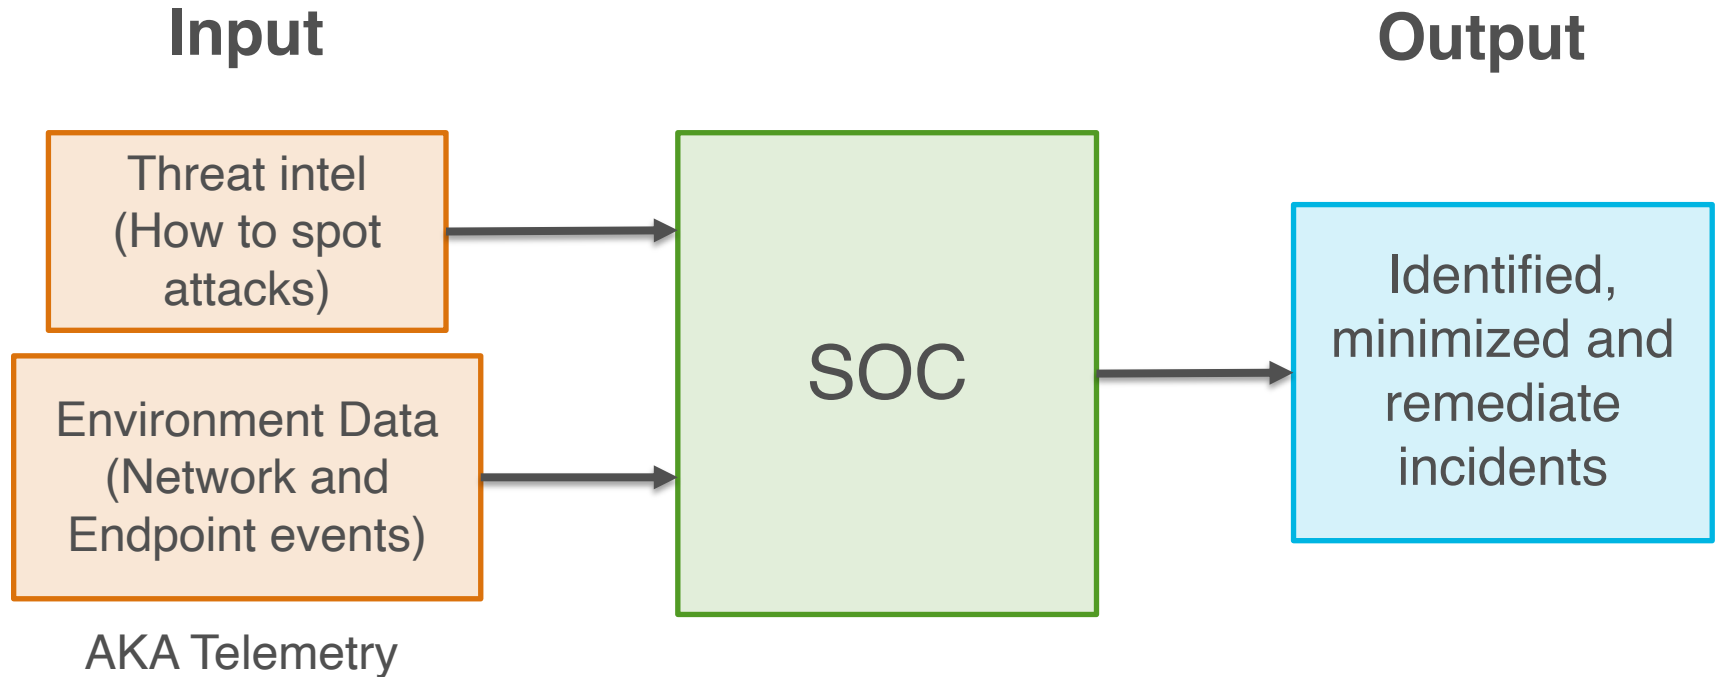 Input
Output
Threat intel
(How to spot
attacks)
Environment Data
(Network and
Endpoint events)
AKA Telemetry
SOC
Identified,
minimized and
remediate
incidents